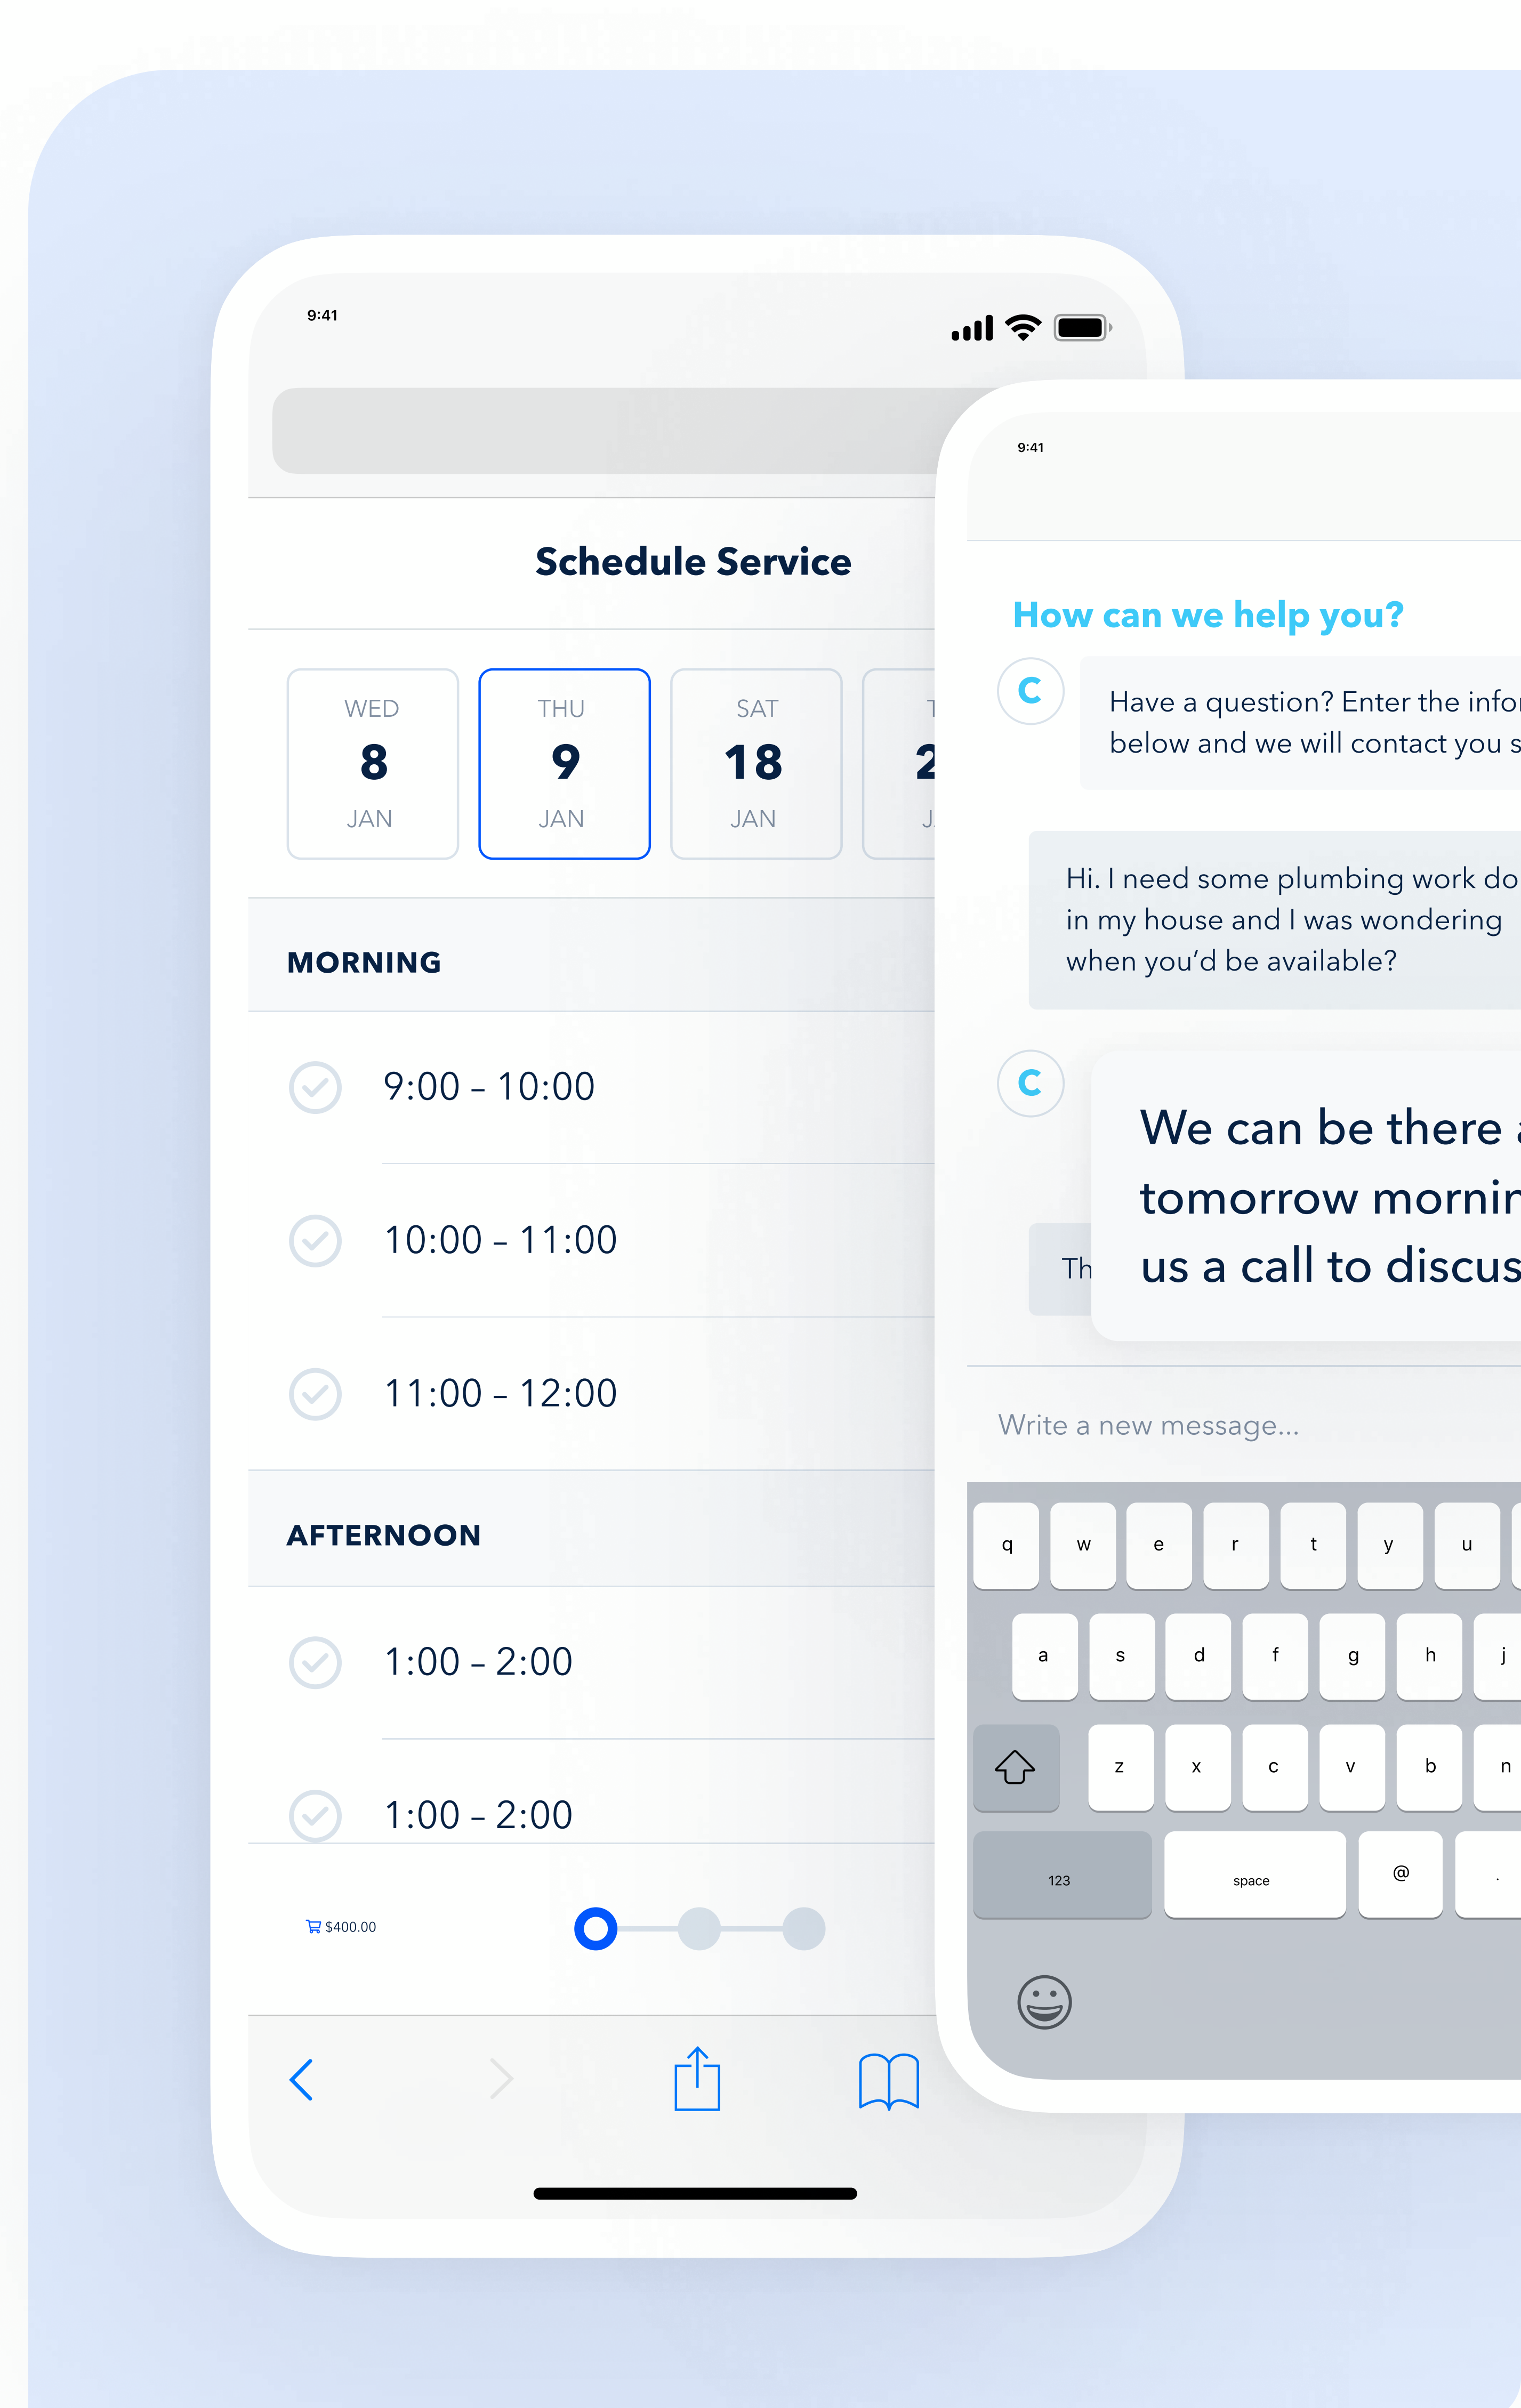 9:41
Schedule Service
WED
8
JAN
THU
9
JAN
SAT
18
JAN
MORNING
9:00 – 10:00
10:00 – 11:00
11:00 – 12:00
AFTERNOON
1:00 – 2:00
1:00 – 2:00
$400.00
9:41
How can we help you?
C
Have a question? Enter the
below and we will contact you
Hi. I need some plumbing work
in my house and I was wondering
when you’d be available?
C
We can be there
tomorrow
us a call to
Write a new message...
q w e r t y u
a s d f g h j
z x c v b n
123 space @ .